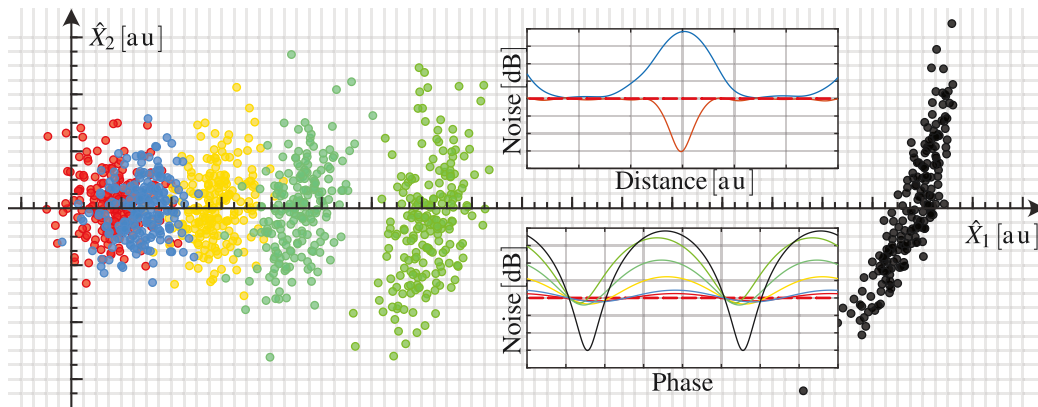 X̂₂ [a u]
Noise [dB]
Distance [a u]
X̂₁ [a u]
Noise [dB]
Phase